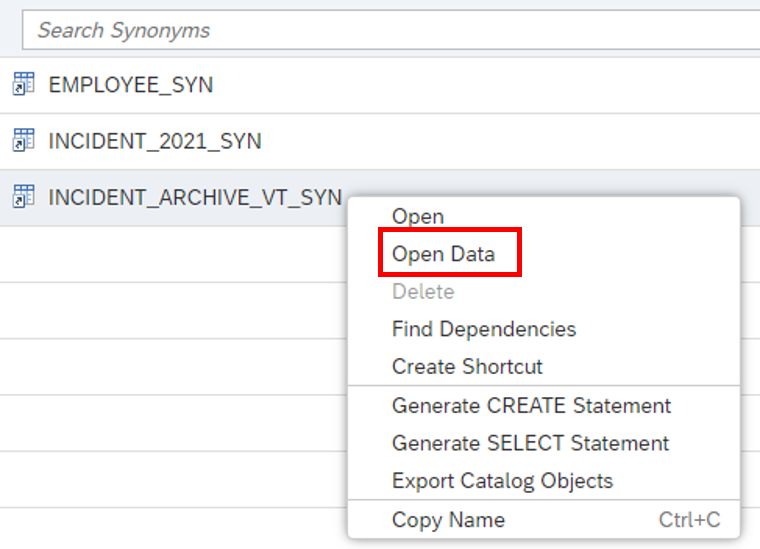 Search Synonyms
EMPLOYEE_SYN
INCIDENT_2021_SYN
INCIDENT_ARCHIVE_VT_SYN
Open
Open Data
Delete
Find Dependencies
Create Shortcut
Generate CREATE Statement
Generate SELECT Statement
Export Catalog Objects
Copy Name Ctrl+C